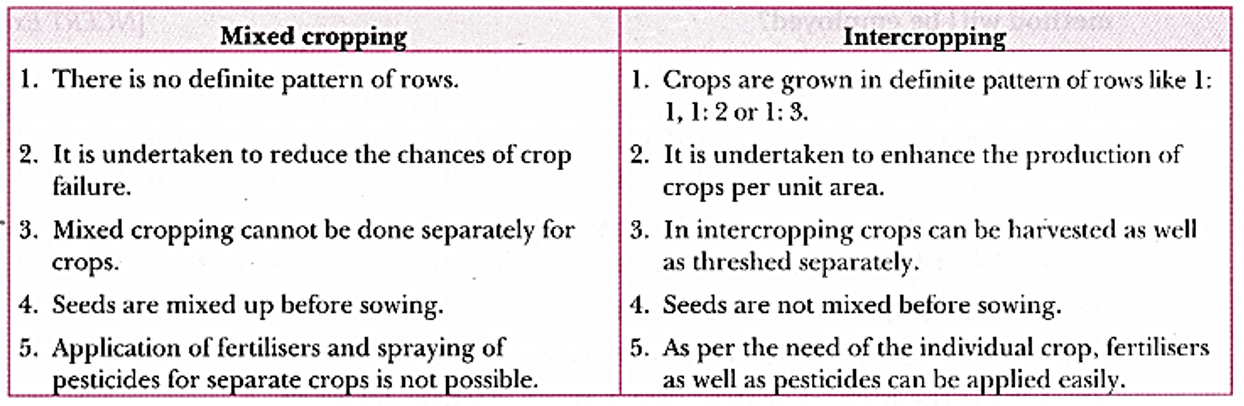 Mixed cropping
Intercropping
1. There is no definite pattern of rows.
1. Crops are grown in definite pattern of rows like 1:
1, 1: 2 or 1: 3.
2. It is undertaken to reduce the chances of crop
failure.
2. It is undertaken to enhance the production of
crops per unit area.
3. Mixed cropping cannot be done separately for
crops.
3. In intercropping crops can be harvested as well
as threshed separately.
4. Seeds are mixed up before sowing.
4. Seeds are not mixed before sowing.
5. Application of fertilisers and spraying of
pesticides for separate crops is not possible.
5. As per the need of the individual crop, fertilisers
as well as pesticides can be applied easily.